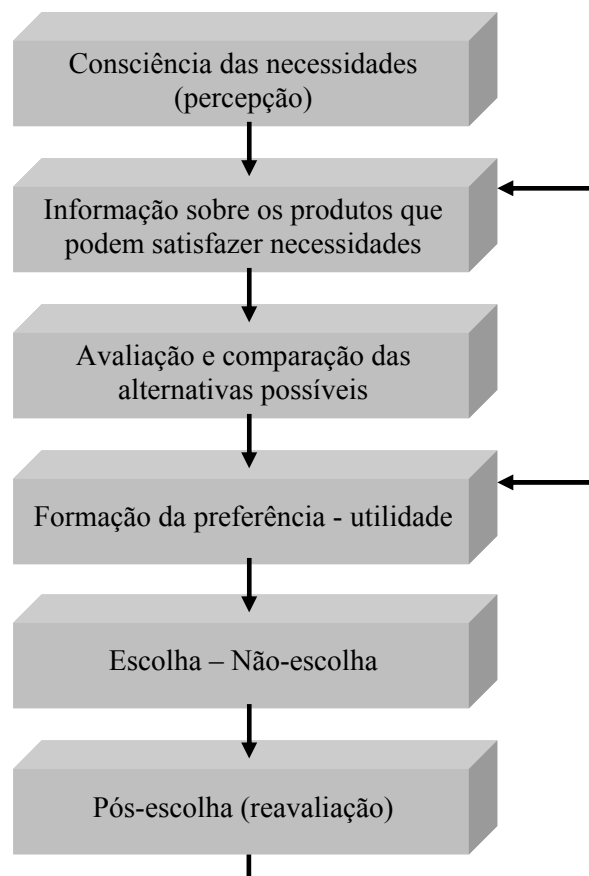 Consciência das necessidades
(percepção)
Informação sobre os produtos que
podem satisfazer necessidades
Avaliação e comparação das
alternativas possíveis
Formação da preferência - utilidade
Escolha – Não-escolha
Pós-escolha (reavaliação)